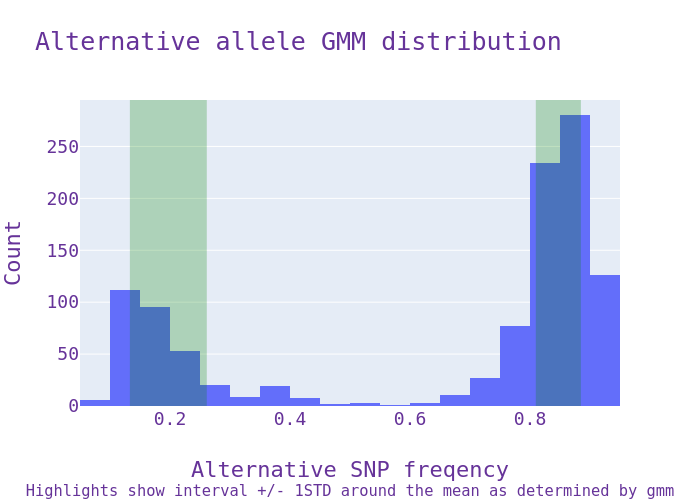 Alternative allele GMM distribution
250
200
150
100
50
0
Count
0.2
0.4
0.6
0.8
Alternative SNP freqency
Highlights show interval +/- 1STD around the mean as determined by gmm